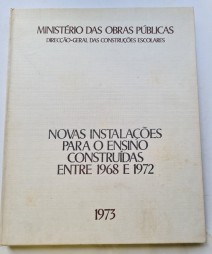 MINISTÉRIO DAS OBRAS PÚBLICAS
DIRECÇÃO-GERAL DAS CONSTRUÇÕES ESCOLARES
NOVAS INSTALAÇÕES
PARA O ENSINO
CONSTRUÍDAS
ENTRE 1968 E 1972
1973